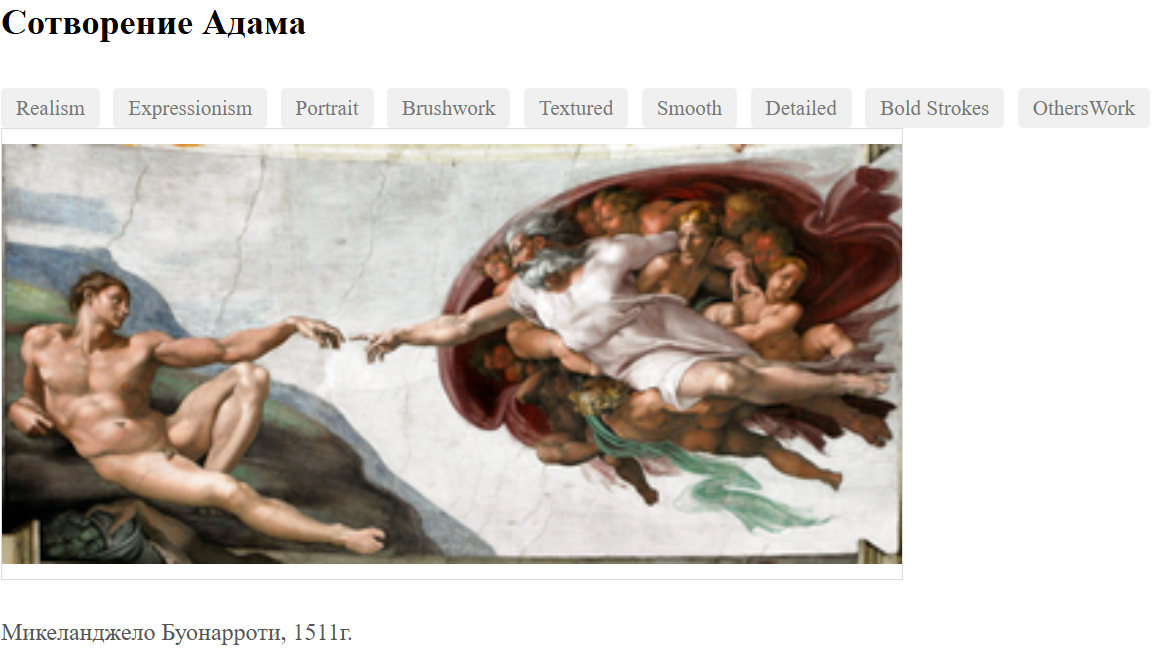 Сотворение Адама
Realism Expressionism Portrait Brushwork Textured Smooth Detailed Bold Strokes OthersWork
Микеланджело Буонарроти, 1511г.